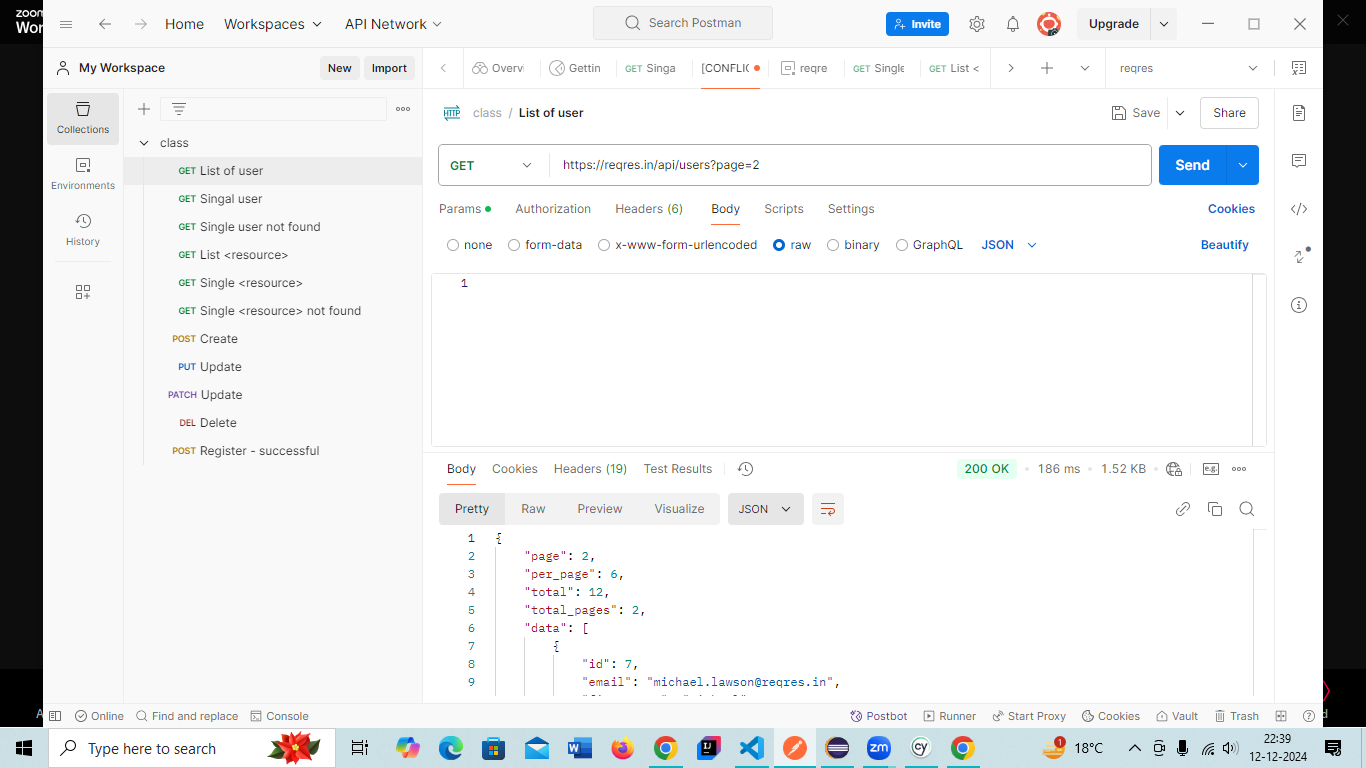 zoom
Wor
Home
Workspaces
API Network
Search Postman
Invite
Upgrade
My Workspace
New
Import
Overvi
Gettin
GET Singa
[CONFLIC
reqre
GET Single
GET List <
reqres
Collections
Environments
History
class
GET List of user
GET Singal user
GET Single user not found
GET List <resource>
GET Single <resource>
GET Single <resource> not found
POST Create
PUT Update
PATCH Update
DEL Delete
POST Register - successful
HTTP class / List of user
Save
Share
GET
https://reqres.in/api/users?page=2
Send
Params
Authorization
Headers (6)
Body
Scripts
Settings
Cookies
none
form-data
x-www-form-urlencoded
raw
binary
GraphQL
JSON
Beautify
1
Body
Cookies
Headers (19)
Test Results
200 OK
186 ms
1.52 KB
e.g.
Pretty
Raw
Preview
Visualize
JSON
1 {
2 "page": 2,
3 "per_page": 6,
4 "total": 12,
5 "total_pages": 2,
6 "data": [
7 {
8 "id": 7,
9 "email": "michael.lawson@reqres.in",
Online
Find and replace
Console
Postbot
Runner
Start Proxy
Cookies
Vault
Trash
Type here to search
zm
cy
1
18°C
22:39
12-12-2024